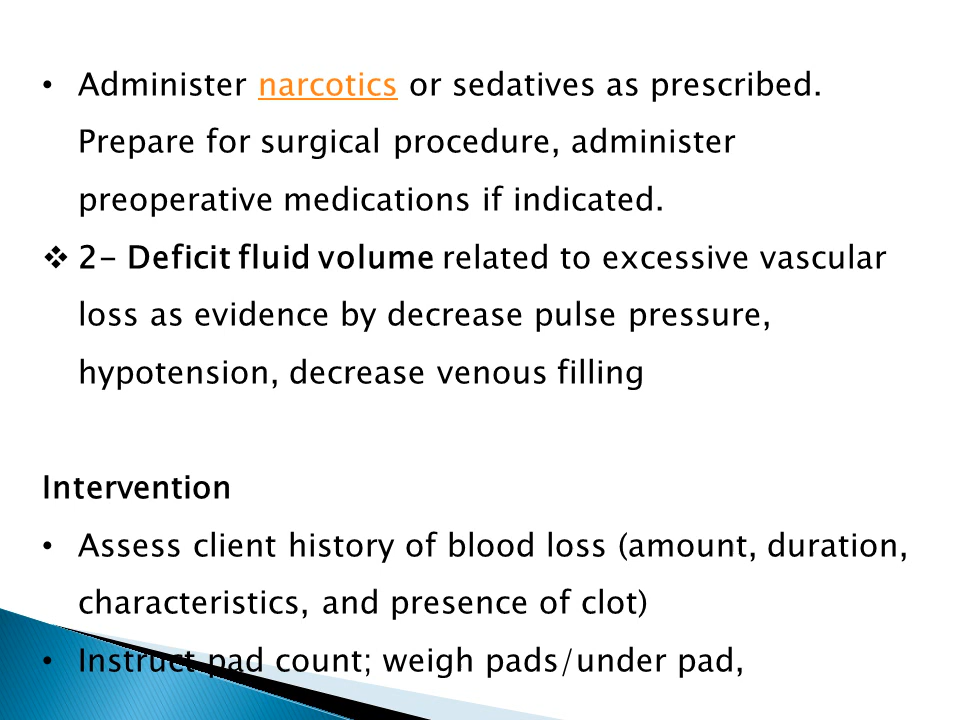 • Administer narcotics or sedatives as prescribed.
Prepare for surgical procedure, administer
preoperative medications if indicated.
❖ 2- Deficit fluid volume related to excessive vascular
loss as evidence by decrease pulse pressure,
hypotension, decrease venous filling
Intervention
• Assess client history of blood loss (amount, duration,
characteristics, and presence of clot)
• Instruct pad count; weigh pads/under pad,